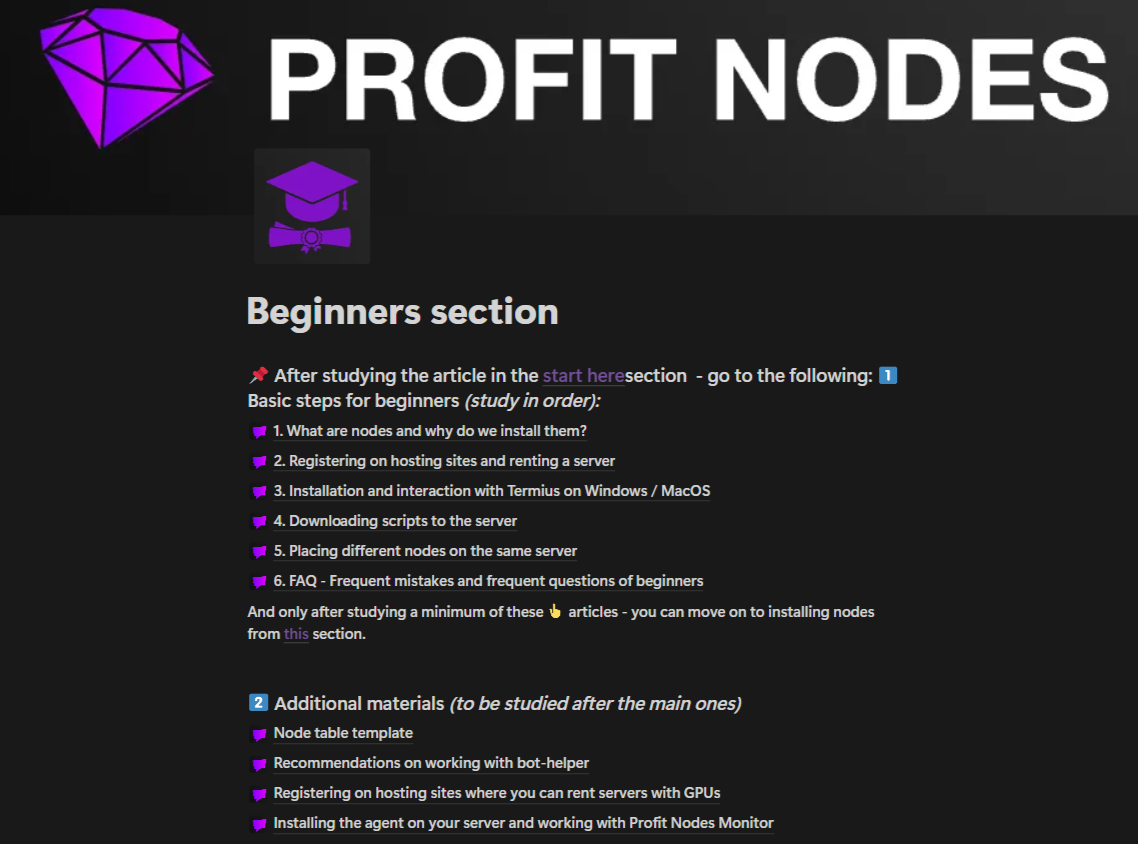 PROFIT NODES
Beginners section
📌 After studying the article in the start heresection - go to the following: 1️⃣
Basic steps for beginners (study in order):
1. What are nodes and why do we install them?
2. Registering on hosting sites and renting a server
3. Installation and interaction with Termius on Windows / MacOS
4. Downloading scripts to the server
5. Placing different nodes on the same server
6. FAQ - Frequent mistakes and frequent questions of beginners
And only after studying a minimum of these 👆 articles - you can move on to installing nodes
from this section.
2️⃣ Additional materials (to be studied after the main ones)
Node table template
Recommendations on working with bot-helper
Registering on hosting sites where you can rent servers with GPUs
Installing the agent on your server and working with Profit Nodes Monitor